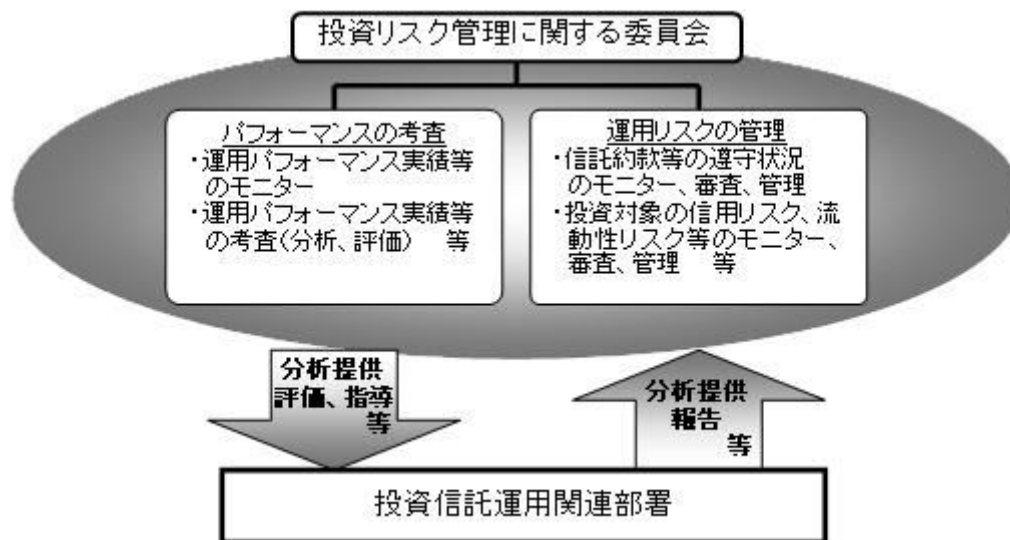 投資リスク管理に関する委員会
パフォーマンスの考査
・運用パフォーマンス実績等
のモニター
・運用パフォーマンス実績等
の考査(分析、評価)　等
運用リスクの管理
・信託約款等の遵守状況
のモニター、審査、管理
・投資対象の信用リスク、流
動性リスク等のモニター、
審査、管理　等
分析提供
評価、指導
等
分析提供
報告
等
投資信託運用関連部署